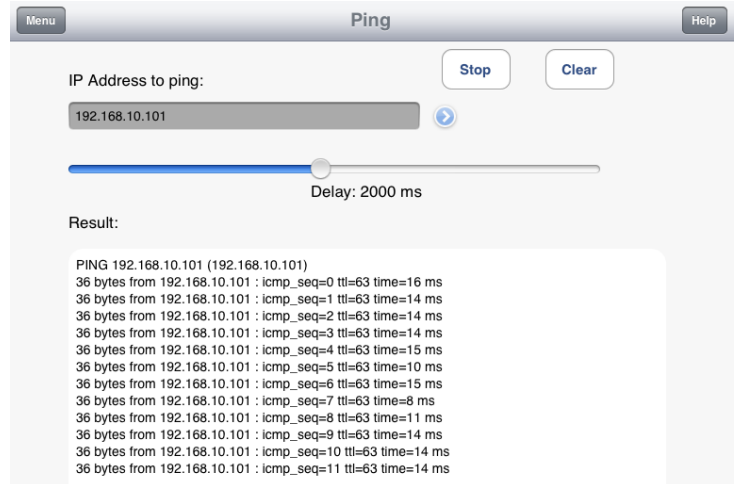 Menu
Ping
Help
Stop
Clear
IP Address to ping:
192.168.10.101
Delay: 2000 ms
Result:
PING 192.168.10.101 (192.168.10.101)
36 bytes from 192.168.10.101 : icmp_seq=0 ttl=63 time=16 ms
36 bytes from 192.168.10.101 : icmp_seq=1 ttl=63 time=14 ms
36 bytes from 192.168.10.101 : icmp_seq=2 ttl=63 time=14 ms
36 bytes from 192.168.10.101 : icmp_seq=3 ttl=63 time=14 ms
36 bytes from 192.168.10.101 : icmp_seq=4 ttl=63 time=15 ms
36 bytes from 192.168.10.101 : icmp_seq=5 ttl=63 time=10 ms
36 bytes from 192.168.10.101 : icmp_seq=6 ttl=63 time=15 ms
36 bytes from 192.168.10.101 : icmp_seq=7 ttl=63 time=8 ms
36 bytes from 192.168.10.101 : icmp_seq=8 ttl=63 time=11 ms
36 bytes from 192.168.10.101 : icmp_seq=9 ttl=63 time=14 ms
36 bytes from 192.168.10.101 : icmp_seq=10 ttl=63 time=14 ms
36 bytes from 192.168.10.101 : icmp_seq=11 ttl=63 time=14 ms